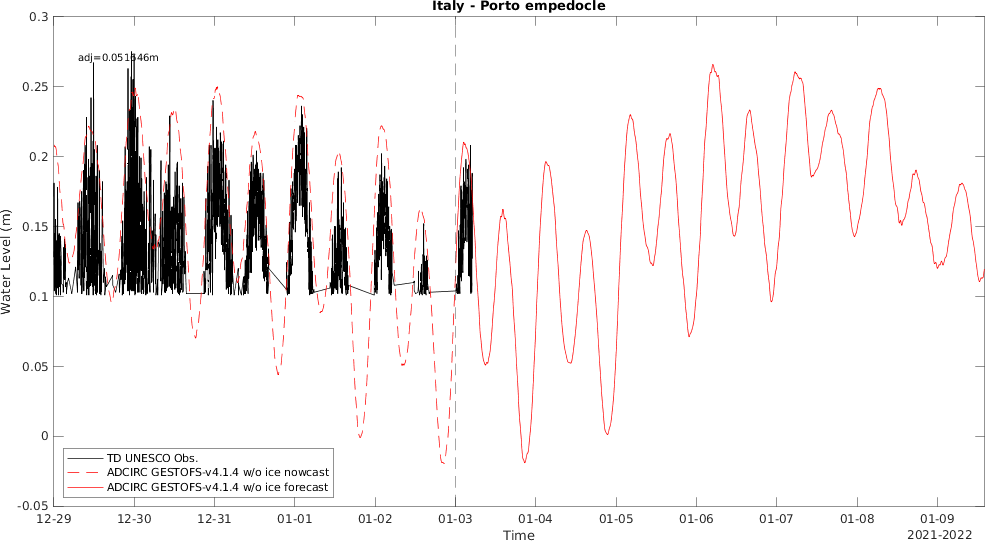 Italy - Porto empedocle
0.3
adj=0.051546m
0.25
0.2
0.15
0.1
0.05
0
-0.05
Water Level (m)
TD UNESCO Obs.
ADCIRC GESTOFS-v4.1.4 w/o ice nowcast
ADCIRC GESTOFS-v4.1.4 w/o ice forecast
12-29 12-30 12-31 01-01 01-02 01-03 01-04 01-05 01-06 01-07 01-08 01-09
Time
2021-2022